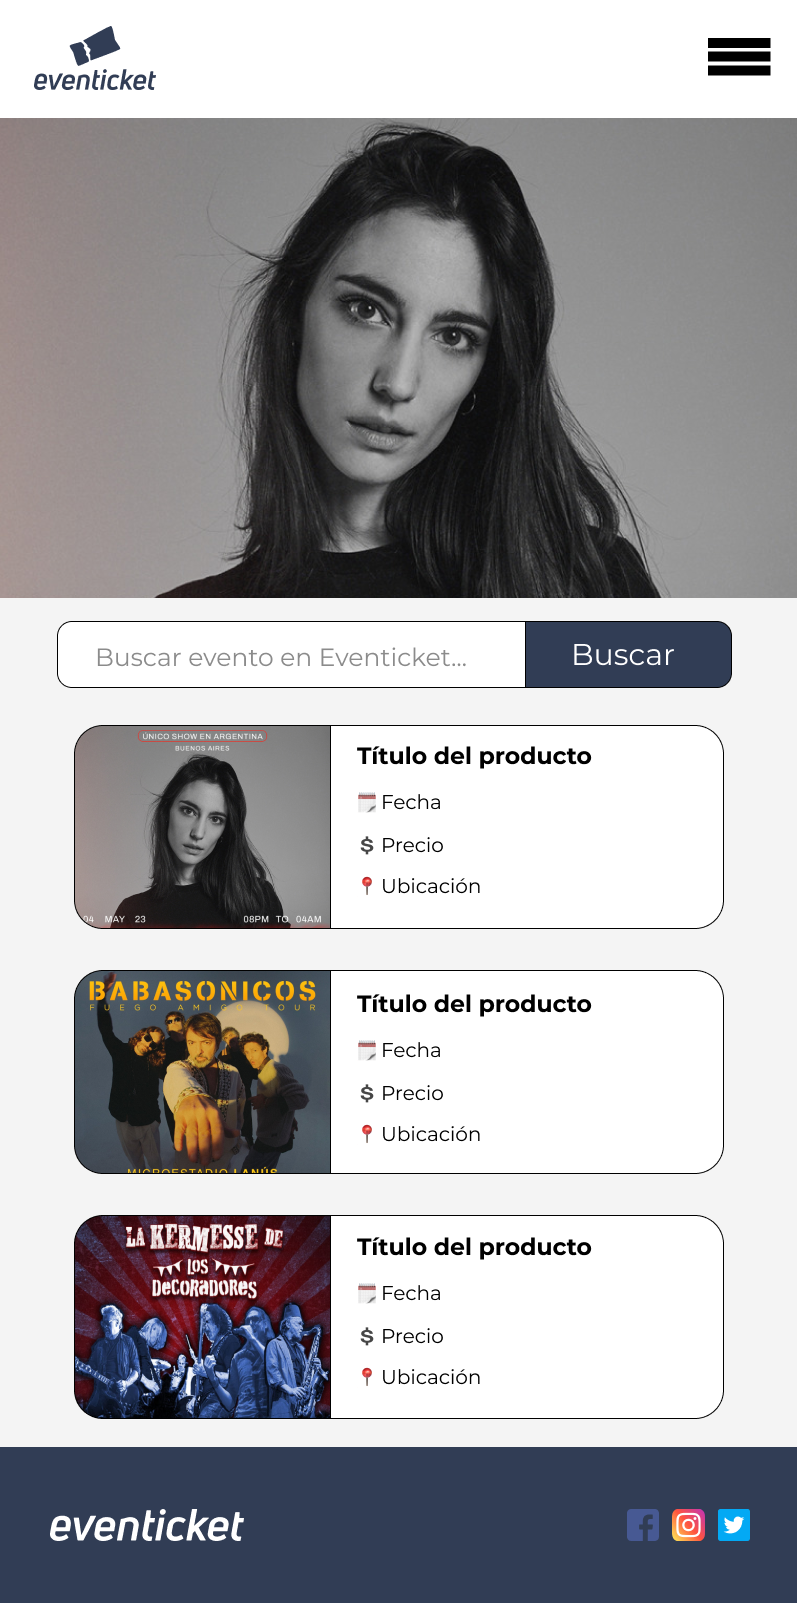 eventicket
Buscar evento en Eventicket...
Buscar
ÚNICO SHOW EN ARGENTINA
BUENOS AIRES
04 MAY 23
08PM TO 04AM
Título del producto
Fecha
$ Precio
Ubicación
BABASONICOS
FUEGO AMIGO TOUR
MICROESTADIO LANÚS
Título del producto
Fecha
$ Precio
Ubicación
LA KERMESSE DE
LOS
DECORADORES
Título del producto
Fecha
$ Precio
Ubicación
eventicket